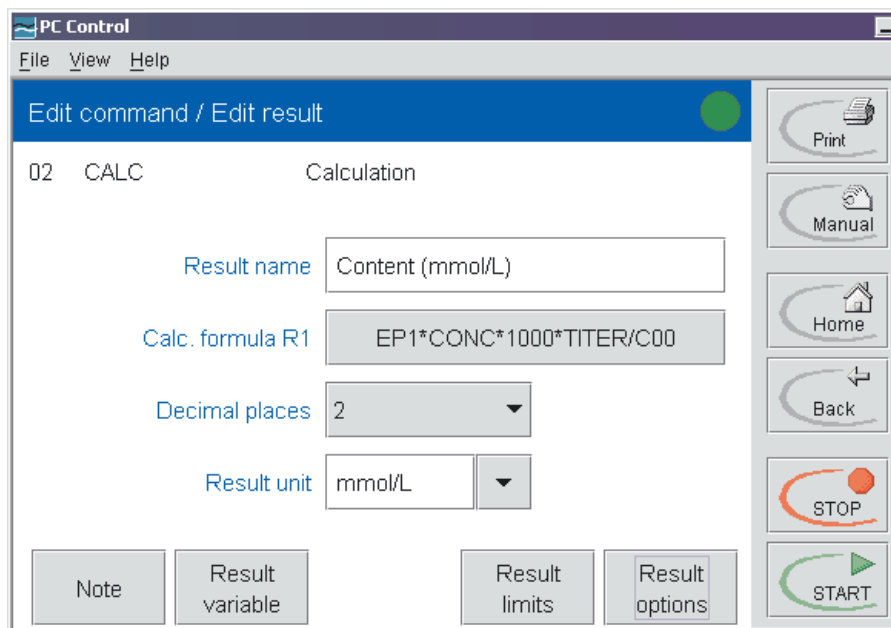 PC Control
File View Help
Edit command / Edit result
02 CALC Calculation
Result name Content (mmol/L)
Calc. formula R1 EP1*CONC*1000*TITER/C00
Decimal places 2
Result unit mmol/L
Note
Result
variable
Result
limits
Result
options
Print
Manual
Home
Back
STOP
START